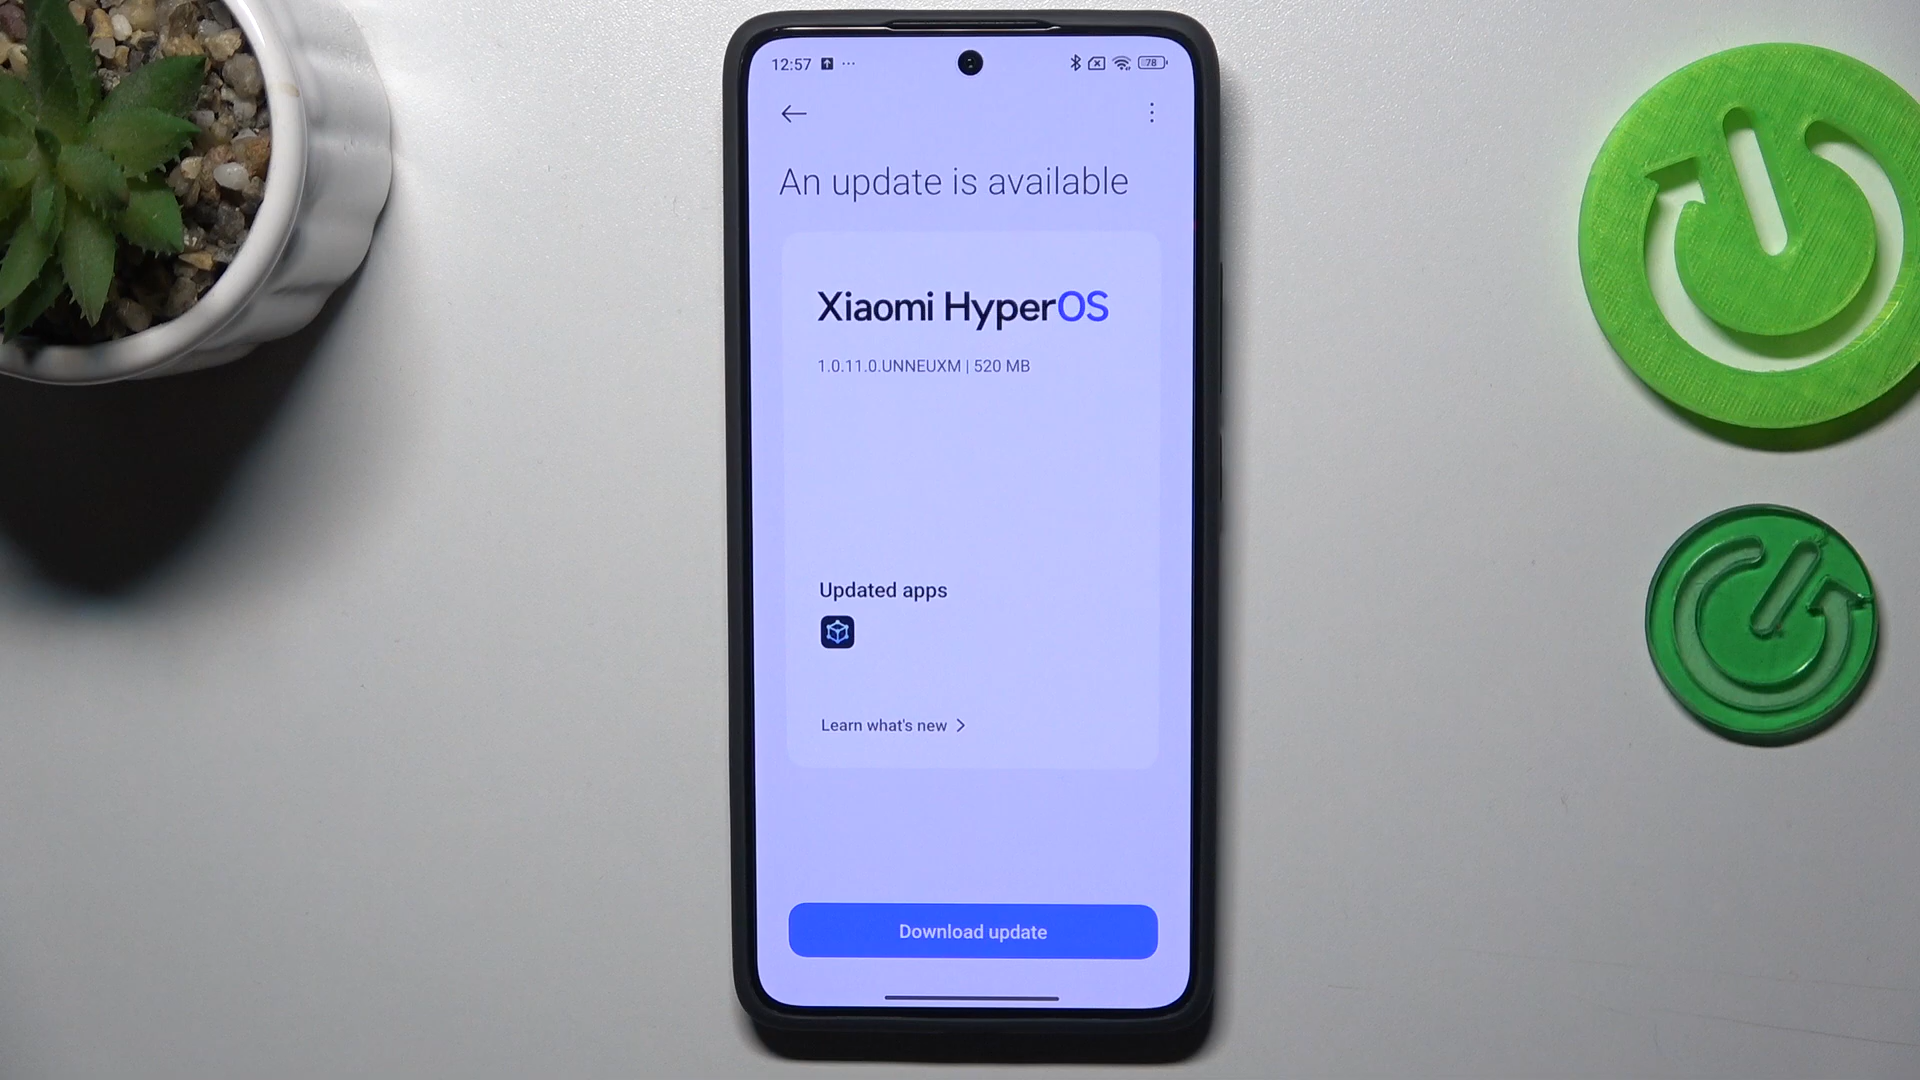 12:57
78
An update is available
Xiaomi HyperOS
1.0.11.0.UNNEUXM | 520 MB
Updated apps
Learn what's new
Download update